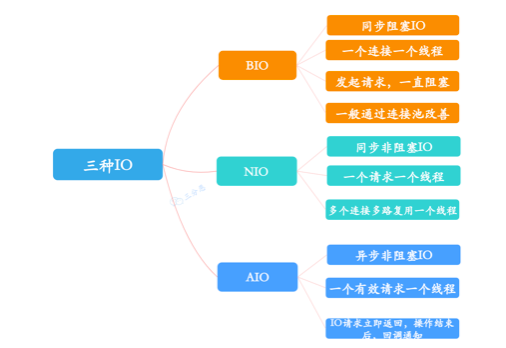 三种IO
BIO
同步阻塞IO
一个连接一个线程
发起请求，一直阻塞
一般通过连接池改善
NIO
同步非阻塞IO
一个请求一个线程
多个连接多路复用一个线程
AIO
异步非阻塞IO
一个有效请求一个线程
IO请求立即返回，操作结束
后，回调通知